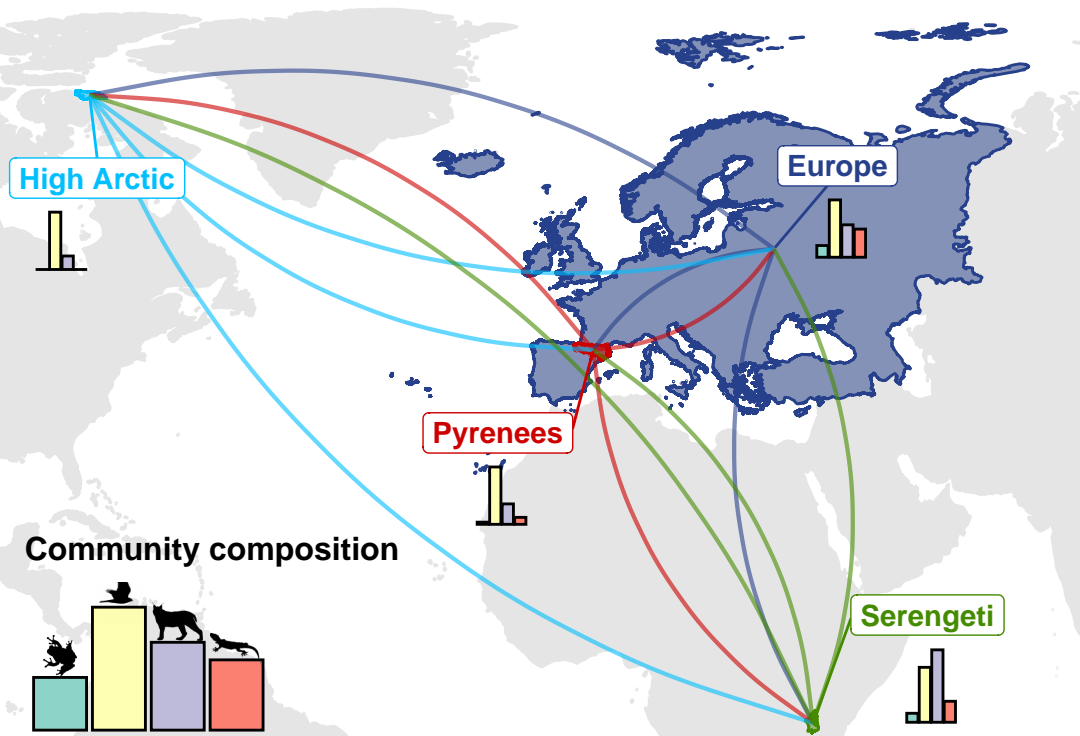 High Arctic
Europe
Pyrenees
Community composition
Serengeti